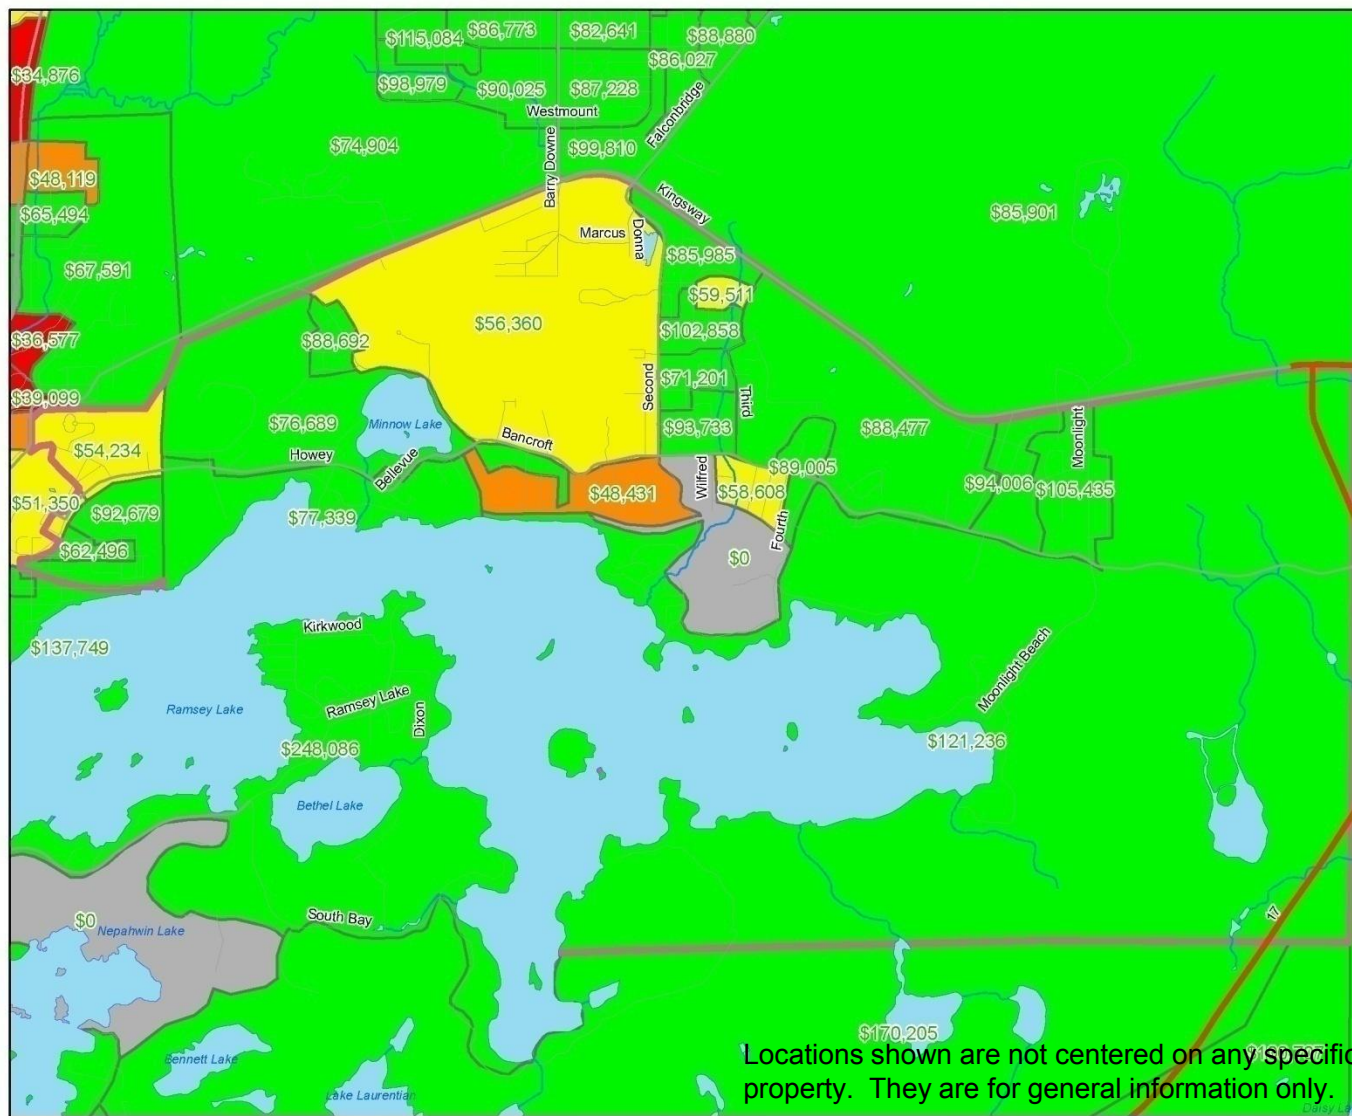 $115,084
$86,773
$82,641
$88,880
$34,876
$86,027
$98,979
$90,025
$87,228
Westmount
Falconbridge
$74,904
$99,810
Barry Downe
$48,119
Kingsway
$65,494
$85,901
Marcus
Donna
$67,591
$85,985
$59,511
$56,360
$102,858
$36,577
$88,692
$71,201
Second
Third
$39,099
$76,689
Minnow Lake
$93,733
$88,477
Moonlight
Bancroft
$54,234
Howey
Bellevue
$89,005
Wilfred
$94,006
$105,435
$51,350
$48,431
$58,608
$92,679
$77,339
Fourth
$62,496
$0
Kirkwood
$137,749
Moonlight Beach
Ramsey Lake
Ramsey Lake
Dixon
$248,086
$121,236
Bethel Lake
17
South Bay
$0
Nepahwin Lake
$170,205
Bennett Lake
Locations shown are not centered on any specific
property. They are for general information only.
Lake Laurentian